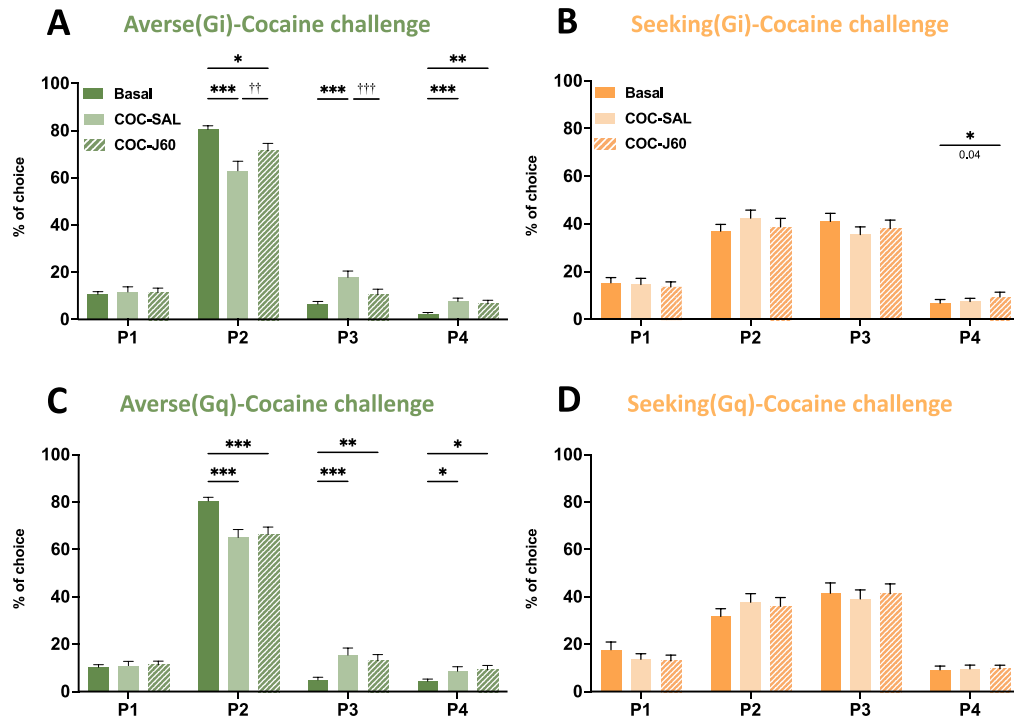 A
Averse(Gi)-Cocaine challenge
% of choice
100
80
60
40
20
0
Basal
COC-SAL
COC-J60
*
*** ††
*** †††
**
***
P1 P2 P3 P4
B
Seeking(Gi)-Cocaine challenge
% of choice
100
80
60
40
20
0
Basal
COC-SAL
COC-J60
*
0.04
P1 P2 P3 P4
C
Averse(Gq)-Cocaine challenge
% of choice
100
80
60
40
20
0
***
***
**
***
*
*
P1 P2 P3 P4
D
Seeking(Gq)-Cocaine challenge
% of choice
100
80
60
40
20
0
P1 P2 P3 P4